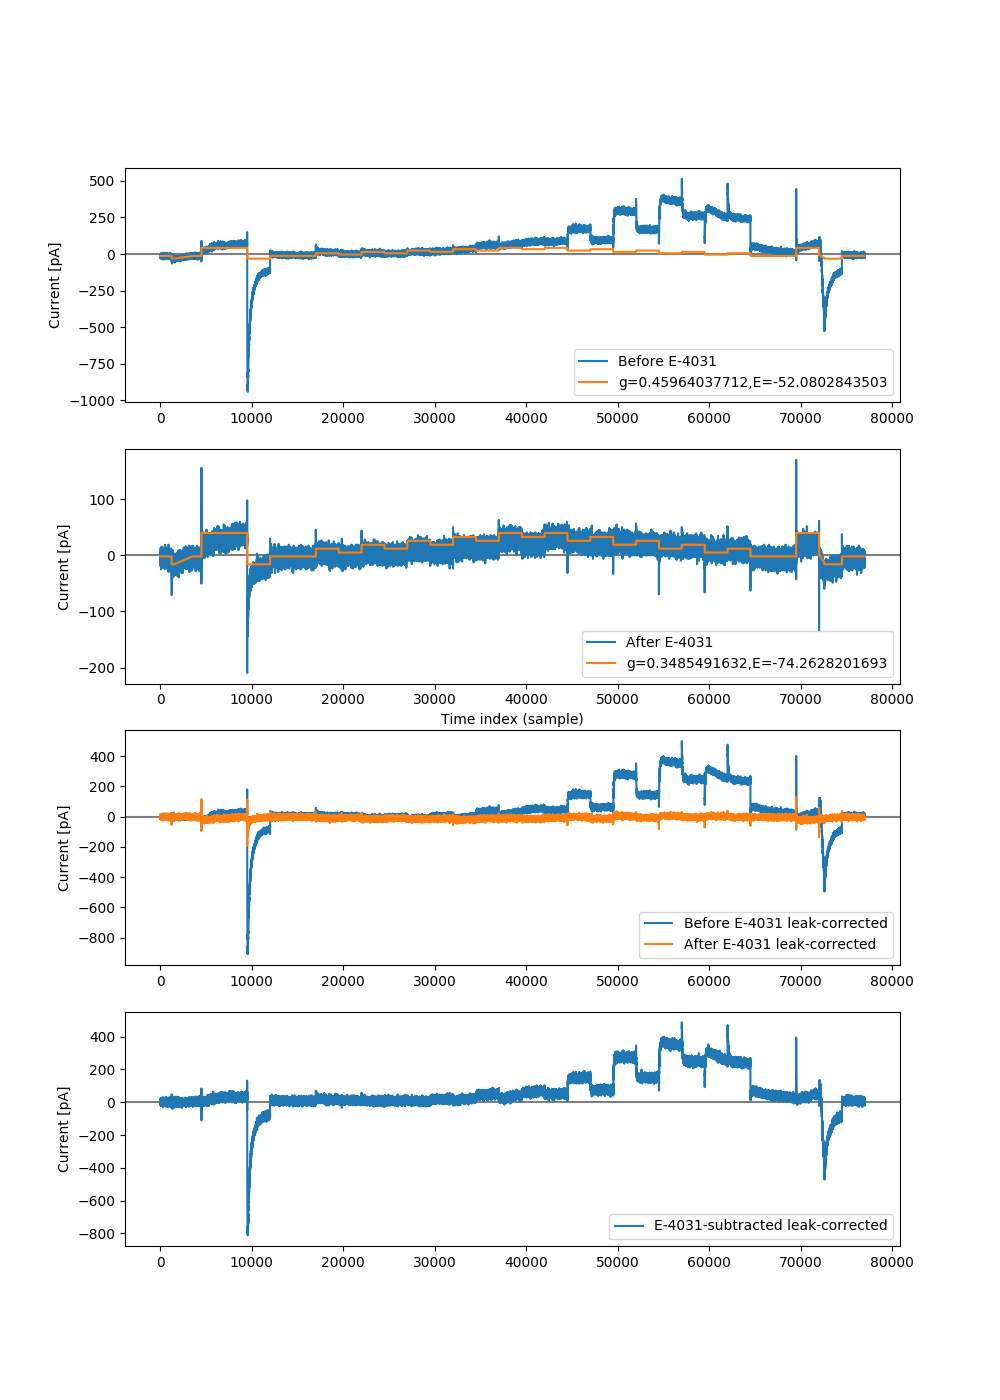 500
250
0
−250
−500
−750
−1000
Current [pA]
Before E-4031
g=0.45964037712,E=-52.0802843503
0 10000 20000 30000 40000 50000 60000 70000 80000
100
0
−100
−200
Current [pA]
After E-4031
g=0.3485491632,E=-74.2628201693
0 10000 20000 30000 40000 50000 60000 70000 80000
Time index (sample)
400
200
0
−200
−400
−600
−800
Current [pA]
Before E-4031 leak-corrected
After E-4031 leak-corrected
0 10000 20000 30000 40000 50000 60000 70000 80000
400
200
0
−200
−400
−600
−800
Current [pA]
E-4031-subtracted leak-corrected
0 10000 20000 30000 40000 50000 60000 70000 80000